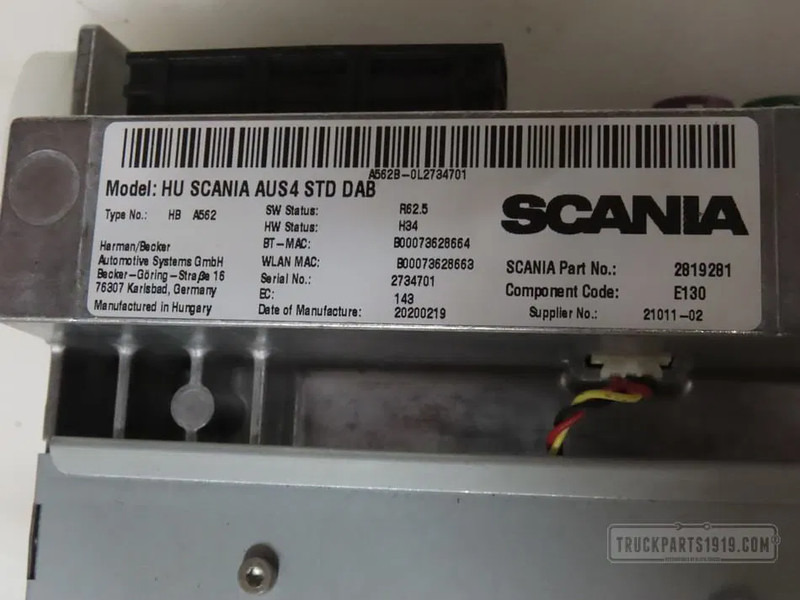 A562B-0L2734701
Model: HU SCANIA AUS4 STD DAB
Type No.: HB A562
Harman/Becker
Automotive Systems GmbH
Becker-Göring-Straße 16
76307 Karlsbad, Germany
Manufactured in Hungary
SW Status: R62.5
HW Status: H34
BT-MAC: B00073628664
WLAN MAC: B00073628663
Serial No.: 2734701
EC: 143
Date of Manufacture: 20200219
SCANIA
SCANIA Part No.: 2819281
Component Code: E130
Supplier No.: 21011-02
TRUCKPARTS1919.COM